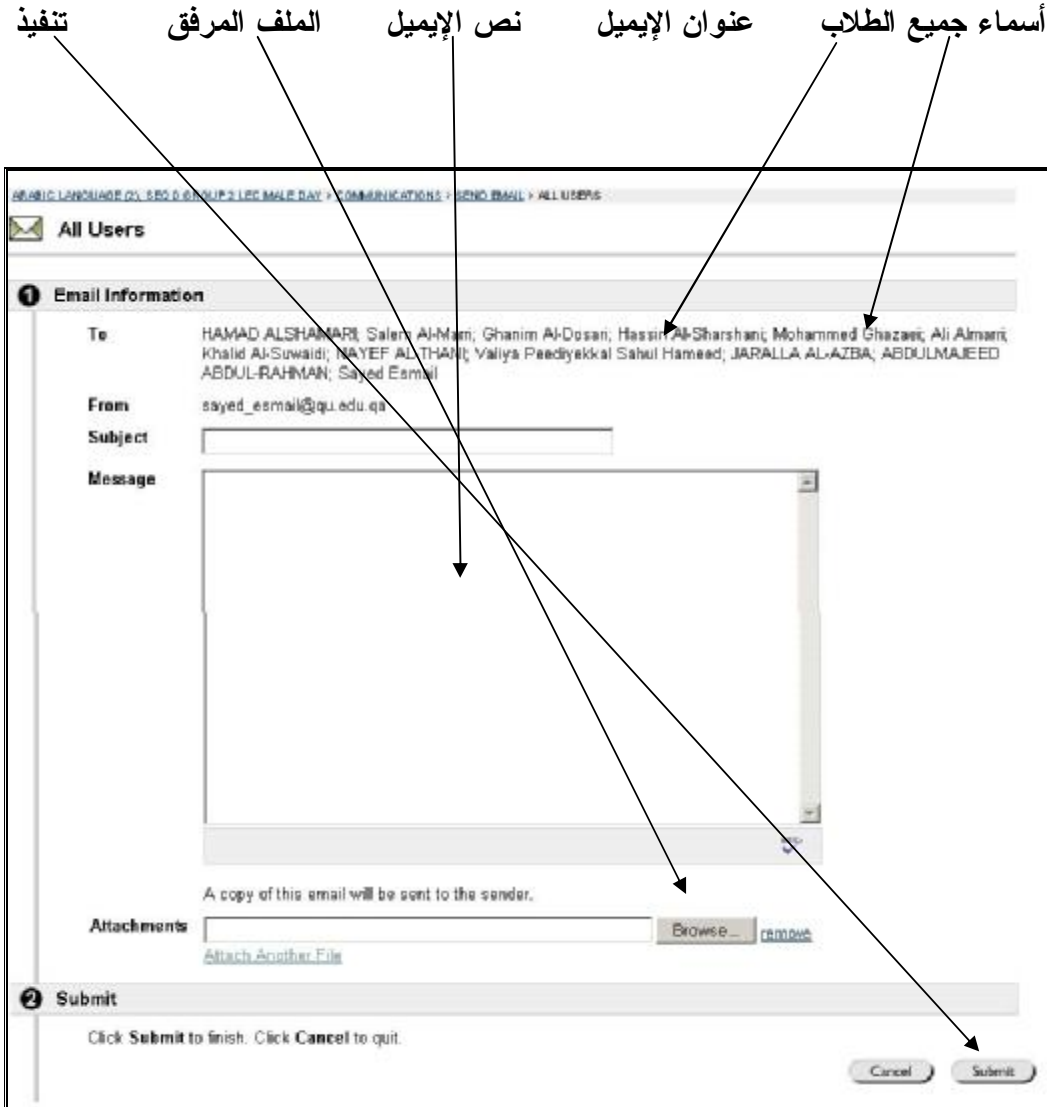 أسماء جميع الطلاب عنوان الإيميل نص الإيميل الملف المرفق تنفيذ
ARABIC LANGUAGE (2), SEC D GROUP 2 LEC MALE DAY > COMMUNICATIONS > SEND EMAIL > ALL USERS
All Users
1 Email Information
To HAMAD ALSHAMARI; Salem Al-Marri; Ghanim Al-Dosari; Hassin Al-Sharshani; Mohammed Ghazaei; Ali Almarri;
Khalid Al-Suwaidi; NAYEF AL-THANI; Valiya Peediyekkal Sahul Hameed; JARALLA AL-AZBA; ABDULMAJEED
ABDUL-RAHMAN; Sayed Esmail
From sayed_esmail@qu.edu.qa
Subject
Message
A copy of this email will be sent to the sender.
Attachments Browse... remove
Attach Another File
2 Submit
Click Submit to finish. Click Cancel to quit.
Cancel Submit